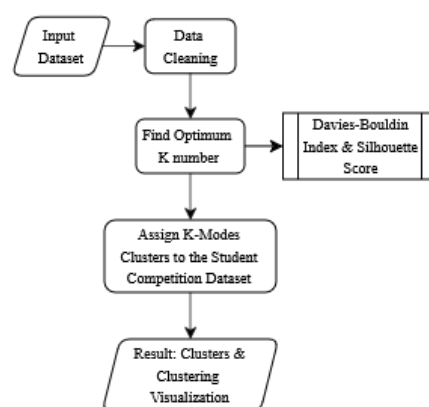 Input
Dataset
Data
Cleaning
Find Optimum
K number
Davies-Bouldin
Index & Silhouette
Score
Assign K-Modes
Clusters to the Student
Competition Dataset
Result: Clusters &
Clustering
Visualization